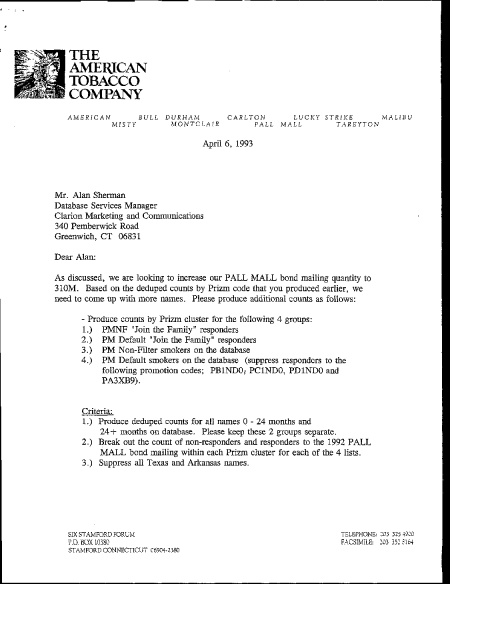 THE
AMERICAN
TOBACCO
COMPANY
AMERICAN BULL DURHAM CARLTON LUCKY STRIKE MALIBU
MISTY MONTCLAIR PALL MALL TAREYTON
April 6, 1993
Mr. Alan Sherman
Database Services Manager
Clarion Marketing and Communications
340 Pemberwick Road
Greenwich, CT 06831
Dear Alan:
As discussed, we are looking to increase our PALL MALL bond mailing quantity to
310M. Based on the deduped counts by Prizm code that you produced earlier, we
need to come up with more names. Please produce additional counts as follows:
- Produce counts by Prizm cluster for the following 4 groups:
1.) PMNF "Join the Family" responders
2.) PM Default "Join the Family" responders
3.) PM Non-Filter smokers on the database
4.) PM Default smokers on the database (suppress responders to the
following promotion codes; PB1ND0, PC1ND0, PD1ND0 and
PA3XB9).
Criteria:
1.) Produce deduped counts for all names 0 - 24 months and
24+ months on database. Please keep these 2 groups separate.
2.) Break out the count of non-responders and responders to the 1992 PALL
MALL bond mailing within each Prizm cluster for each of the 4 lists.
3.) Suppress all Texas and Arkansas names.
SIX STAMFORD FORUM
P.O. BOX 10380
STAMFORD CONNECTICUT 06904-2380
TELEPHONE: 203 325 4900
FACSIMILE: 203